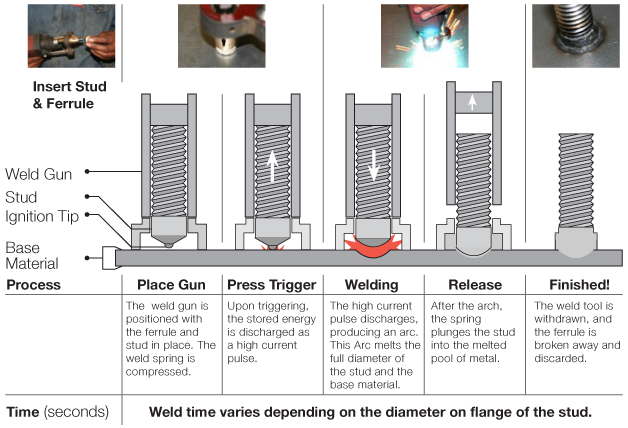 Insert Stud
& Ferrule
Weld Gun
Stud
Ignition Tip
Base
Material
Process
Place Gun
Press Trigger
Welding
Release
Finished!
The weld gun is
positioned with
the ferrule and
stud in place. The
weld spring is
compressed.
Upon triggering,
the stored energy
is discharged as
a high current
pulse.
The high current
pulse discharges,
producing an arc.
This Arc melts the
full diameter of
the stud and the
base material.
After the arch,
the spring
plunges the stud
into the melted
pool of metal.
The weld tool is
withdrawn, and
the ferrule is
broken away and
discarded.
Time (seconds)
Weld time varies depending on the diameter on flange of the stud.